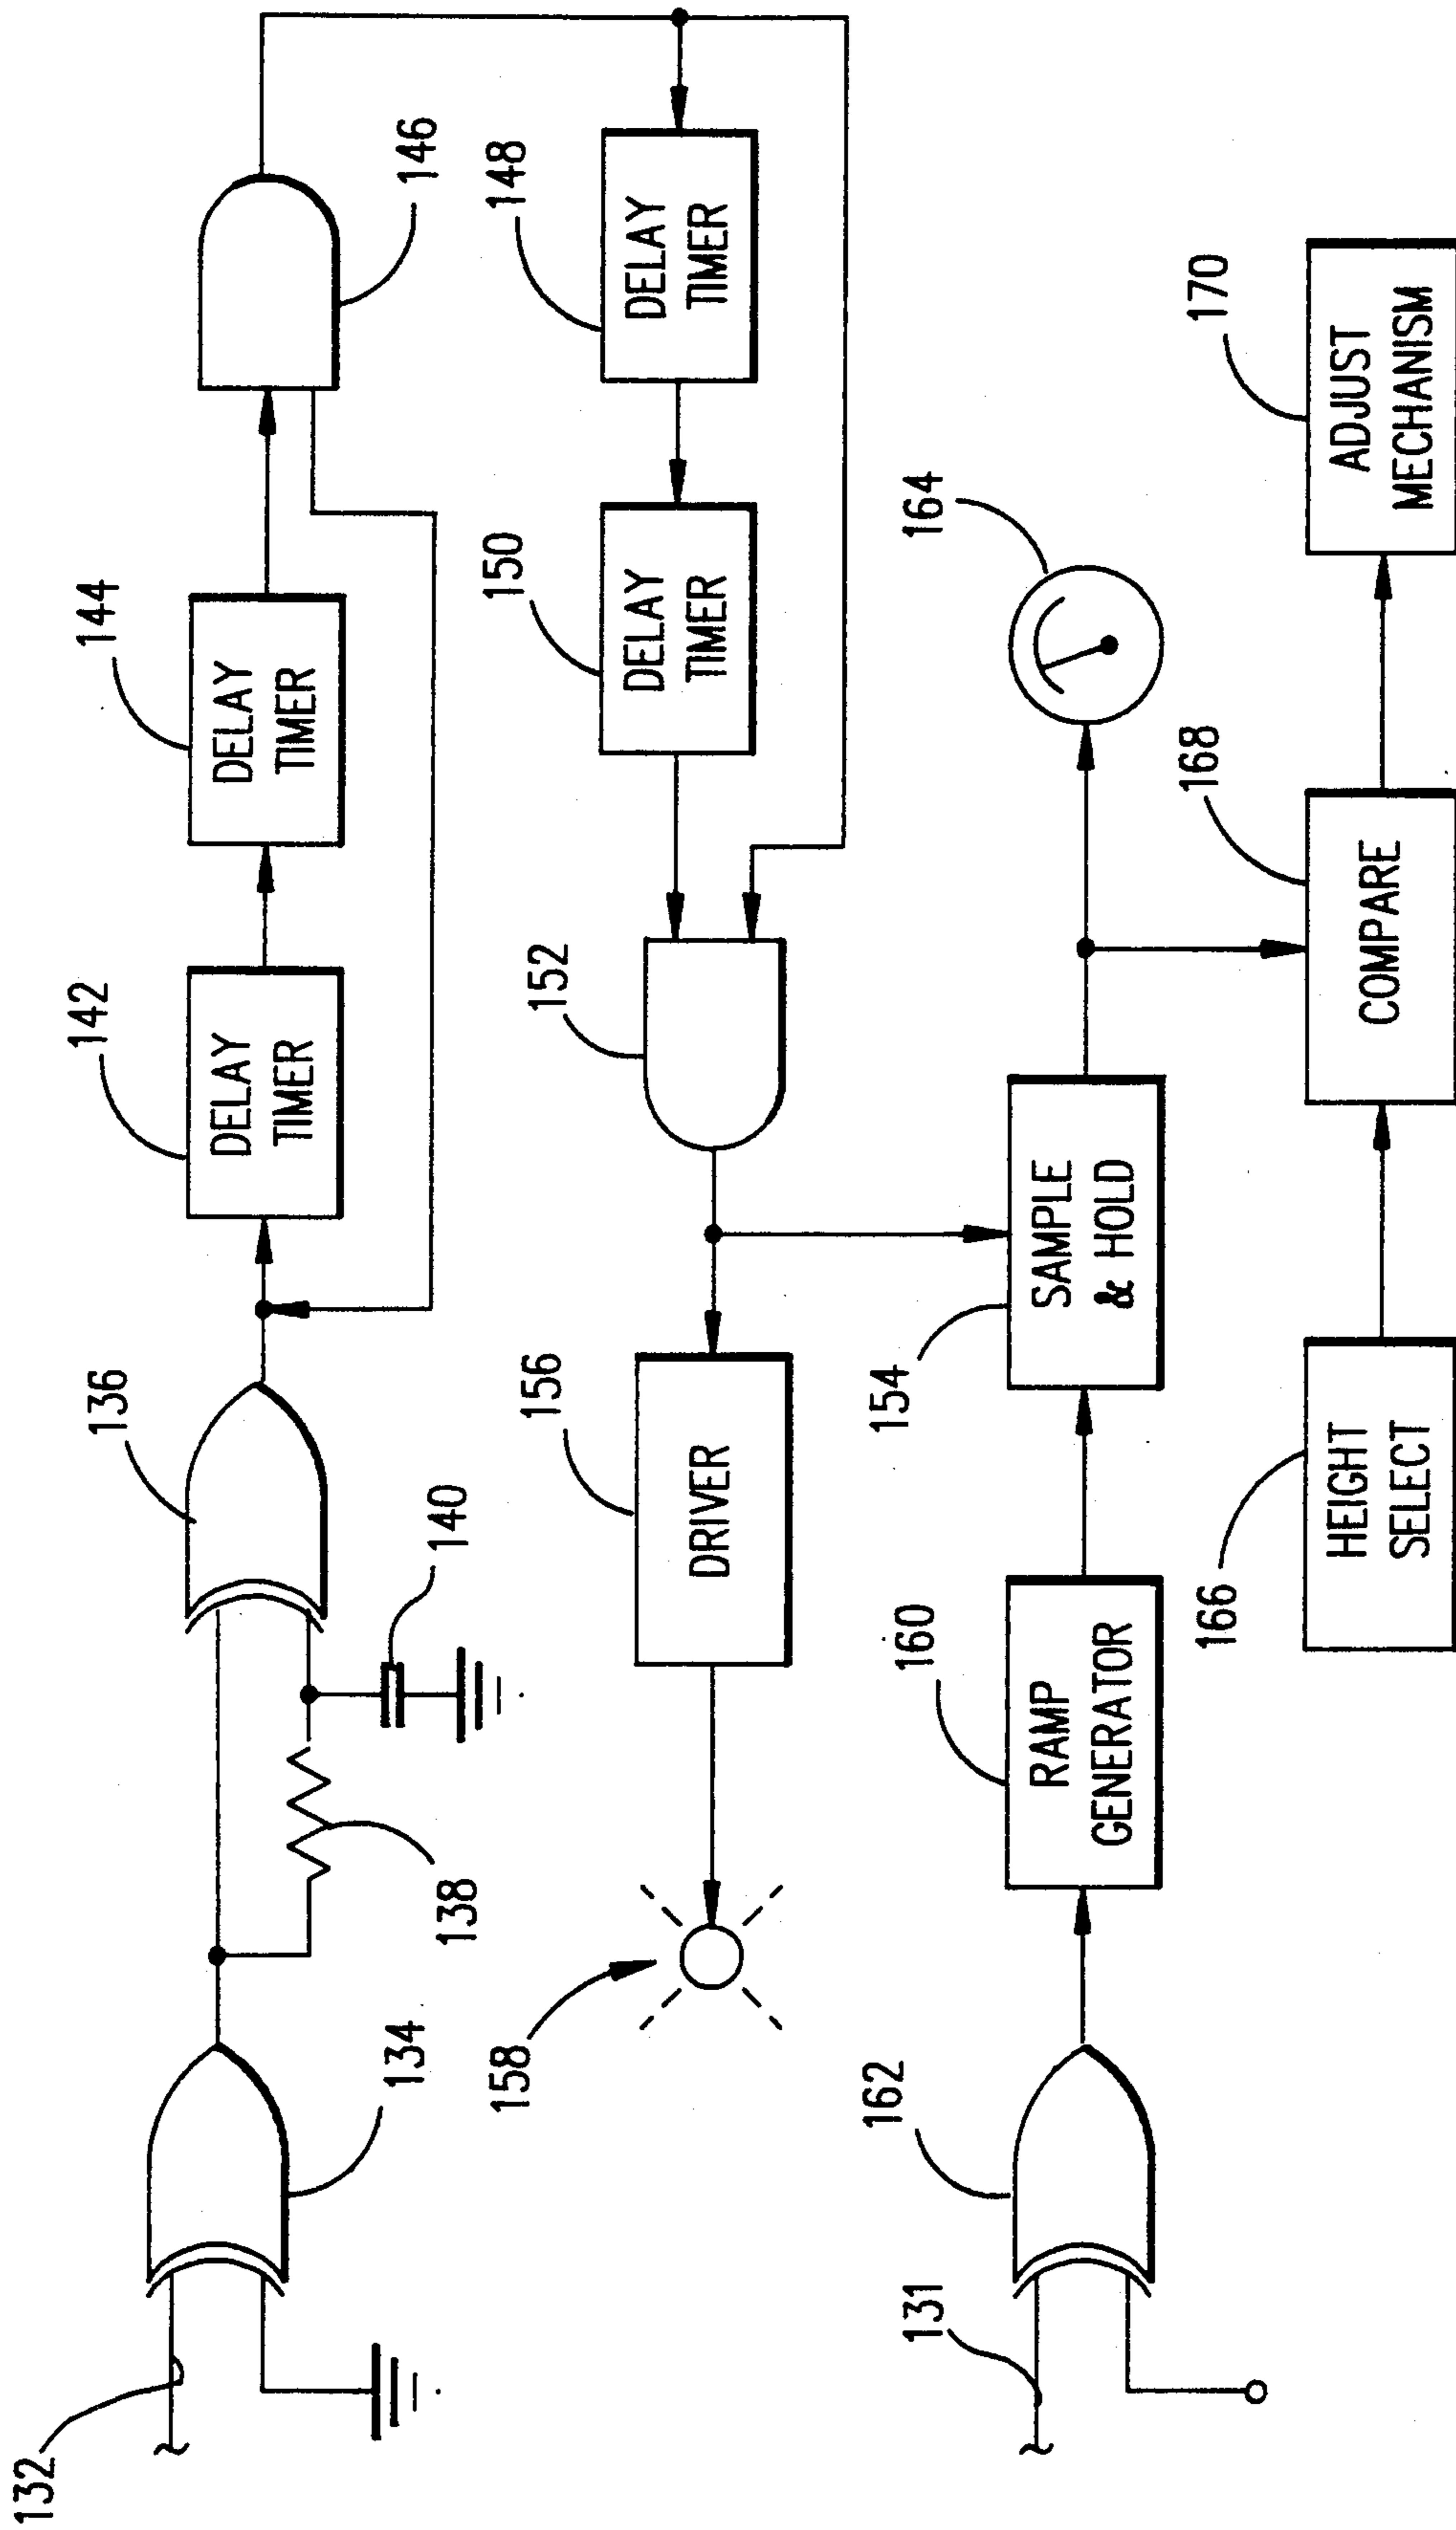 132
134
138
140
136
142
DELAY
TIMER
144
DELAY
TIMER
146
148
DELAY
TIMER
150
DELAY
TIMER
152
156
DRIVER
158
154
SAMPLE
& HOLD
164
131
162
160
RAMP
GENERATOR
166
HEIGHT
SELECT
168
COMPARE
170
ADJUST
MECHANISM